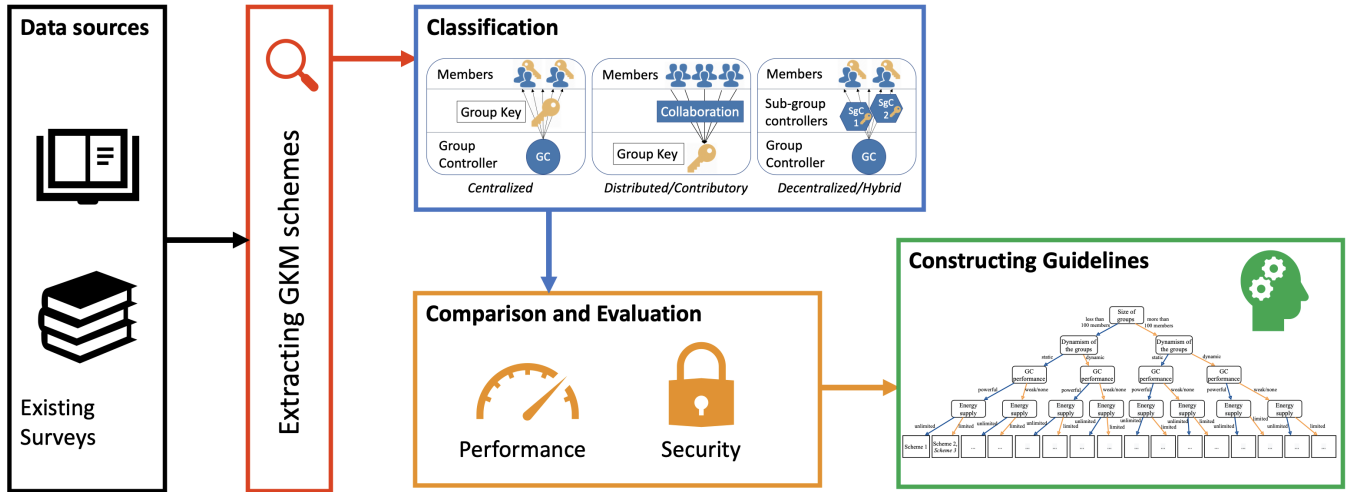 Data sources
Existing
Surveys
Extracting GKM schemes
Classification
Members
Group Key
Group
Controller
GC
Centralized
Members
Collaboration
Group Key
Distributed/Contributory
Members
Sub-group
controllers
SgC
1
SgC
2
Group
Controller
GC
Decentralized/Hybrid
Comparison and Evaluation
Performance
Security
Constructing Guidelines
Size of
groups
less than
100 members
more than
100 members
Dynamism of
the groups
Dynamism of
the groups
static
dynamic
static
dynamic
GC
performance
GC
performance
GC
performance
GC
performance
powerful
weak/none
powerful
weak/none
powerful
weak/none
powerful
weak/none
Energy
supply
Energy
supply
Energy
supply
Energy
supply
Energy
supply
Energy
supply
Energy
supply
Energy
supply
unlimited
limited
unlimited
limited
unlimited
limited
unlimited
limited
unlimited
limited
unlimited
limited
unlimited
limited
unlimited
limited
Scheme 1
Scheme 2,
Scheme 3
...
...
...
...
...
...
...
...
...
...
...
...
...
...